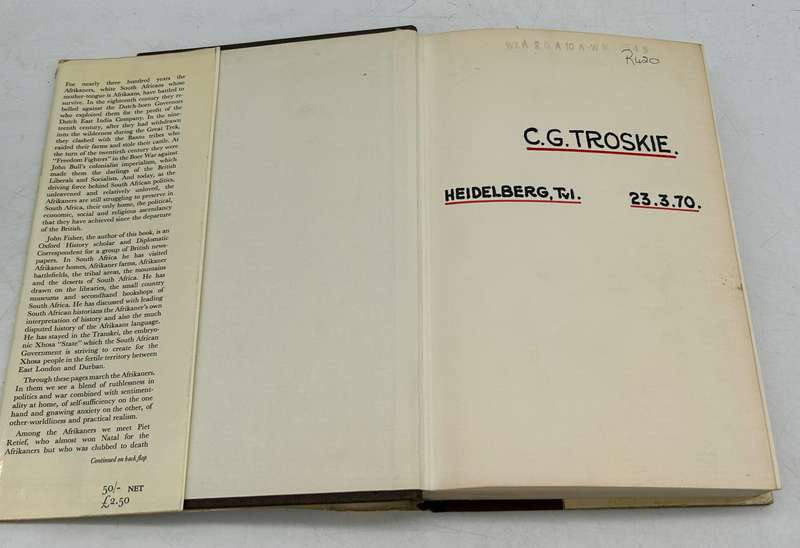 For nearly three hundred years the
Afrikaners, white South Africans whose
mother-tongue is Afrikaans, have battled to
survive. In the eighteenth century they re-
belled against the Dutch-born Governors
who exploited them for the profit of the
Dutch East India Company. In the nine-
teenth century, after they had withdrawn
into the wilderness during the Great Trek,
they clashed with the Bantu tribes who
raided their farms and stole their cattle. At
the turn of the twentieth century they were
"Freedom Fighters" in the Boer War against
John Bull's colonialist imperialism, which
made them the darlings of the British
Liberals and Socialists. And today, as the
driving force behind South African politics,
unleavened and relatively unloved, the
Afrikaners are still struggling to preserve in
South Africa, their only home, the political,
economic, social and religious ascendancy
that they have achieved since the departure
of the British.
John Fisher, the author of this book, is an
Oxford History scholar and Diplomatic
Correspondent for a group of British news-
papers. In South Africa he has visited
Afrikaner homes, Afrikaner farms, Afrikaner
battlefields, the tribal areas, the mountains
and the deserts of South Africa. He has
drawn on the libraries, the small country
museums and secondhand bookshops of
South Africa. He has discussed with leading
South African historians the Afrikaner's own
interpretation of history and also the much
disputed history of the Afrikaans language.
He has stayed in the Transkei, the embryo-
nic Xhosa "State" which the South African
Government is striving to create for the
Xhosa people in the fertile territory between
East London and Durban.
Through these pages march the Afrikaners.
In them we see a blend of ruthlessness in
politics and war combined with sentiment-
ality at home, of self-sufficiency on the one
hand and gnawing anxiety on the other, of
other-worldliness and practical realism.
Among the Afrikaners we meet Piet
Retief, who almost won Natal for the
Afrikaners but who was clubbed to death
Continued on back flap
50/- NET
£2.50
R420
C.G. TROSKIE.
HEIDELBERG, Tvl. 23.3.70.